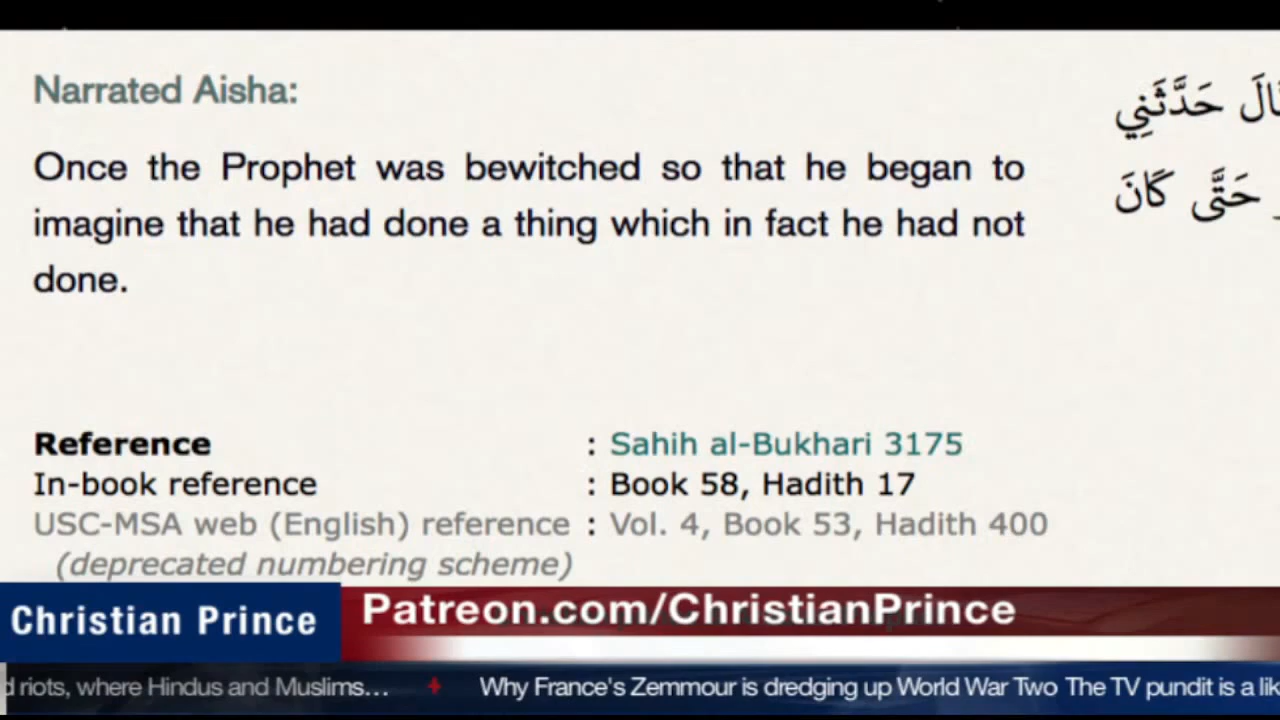 Narrated Aisha:
قَالَ حَدَّثَنِي
Once the Prophet was bewitched so that he began to
حَتَّى كَانَ
imagine that he had done a thing which in fact he had not
done.
Reference : Sahih al-Bukhari 3175
In-book reference : Book 58, Hadith 17
USC-MSA web (English) reference : Vol. 4, Book 53, Hadith 400
(deprecated numbering scheme)
Christian Prince
Patreon.com/ChristianPrince
d riots, where Hindus and Muslims... Why France's Zemmour is dredging up World War Two The TV pundit is a lik